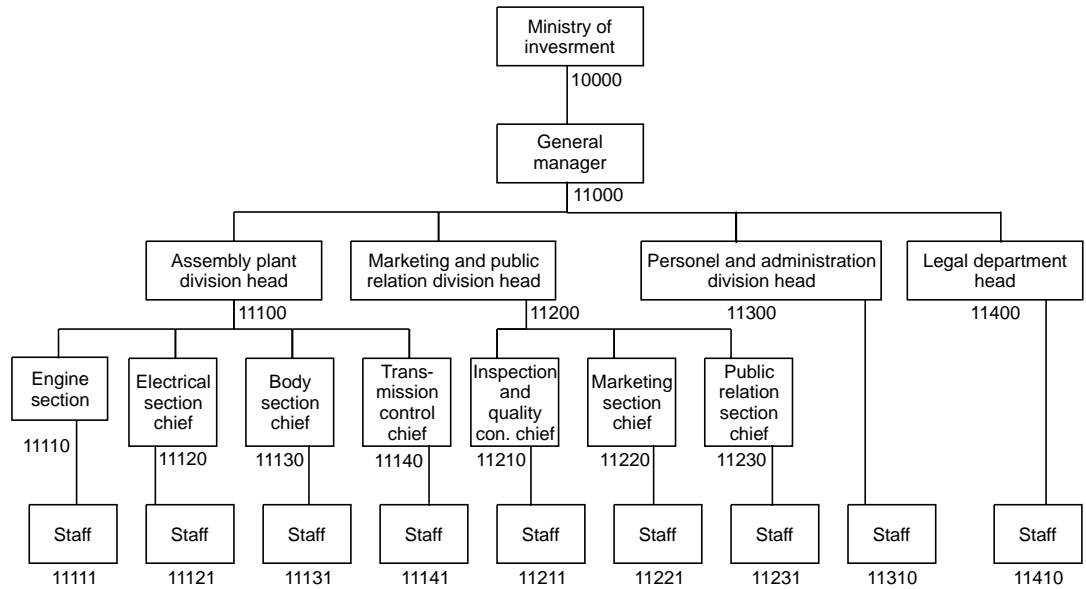 Ministry of
invesrment
10000
General
manager
11000
Assembly plant
division head
Marketing and public
relation division head
Personel and administration
division head
Legal department
head
11100
11200
11300
11400
Engine
section
Electrical
section
chief
Body
section
chief
Trans-
mission
control
chief
Inspection
and
quality
con. chief
Marketing
section
chief
Public
relation
section
chief
11110
11120
11130
11140
11210
11220
11230
Staff
Staff
Staff
Staff
Staff
Staff
Staff
Staff
Staff
11111
11121
11131
11141
11211
11221
11231
11310
11410